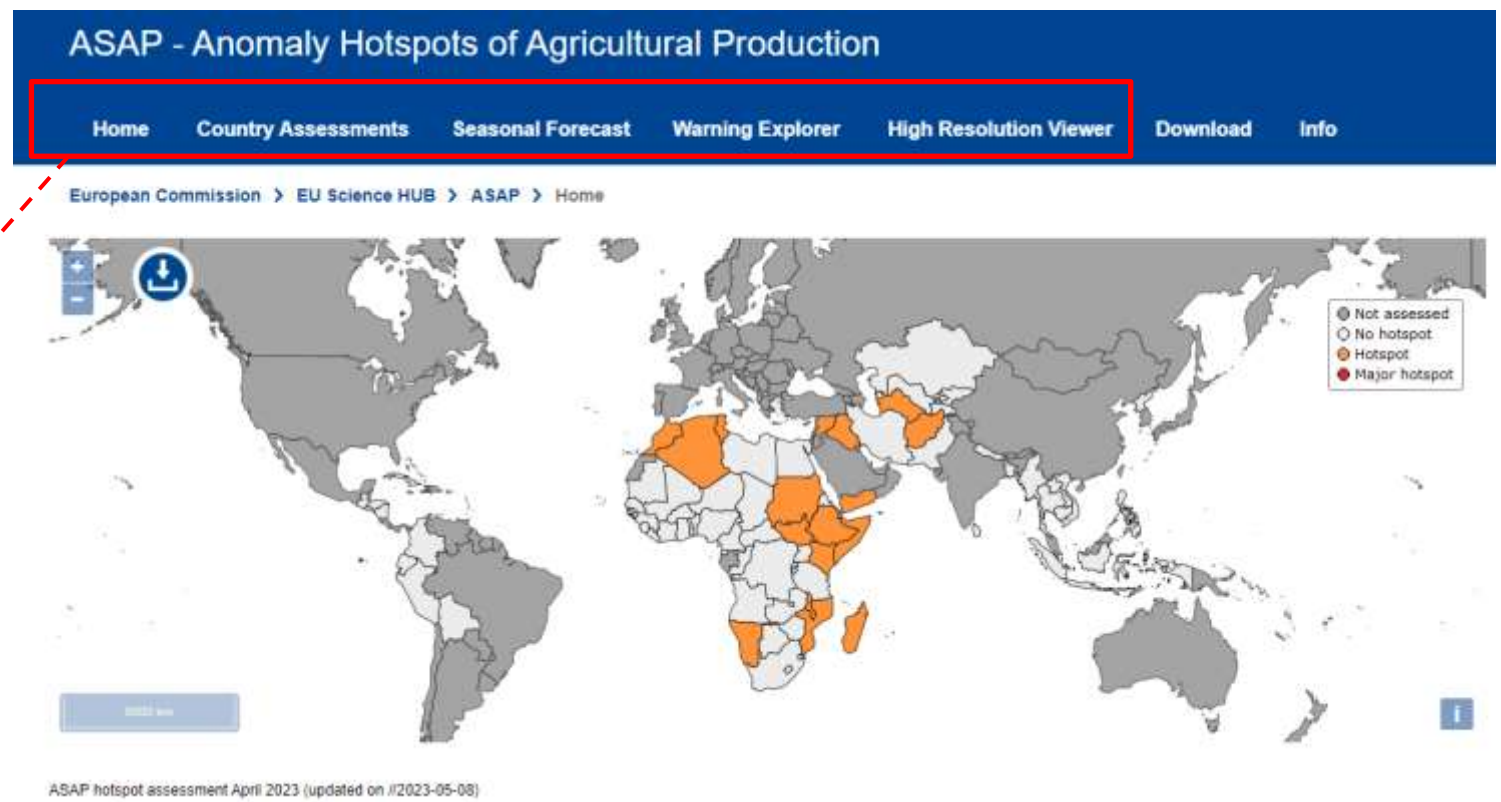 ASAP - Anomaly Hotspots of Agricultural Production
Home Country Assessments Seasonal Forecast Warning Explorer High Resolution Viewer Download Info
European Commission > EU Science HUB > ASAP > Home
+
-
Not assessed
No hotspot
Hotspot
Major hotspot
i
ASAP hotspot assessment April 2023 (updated on //2023-05-08)